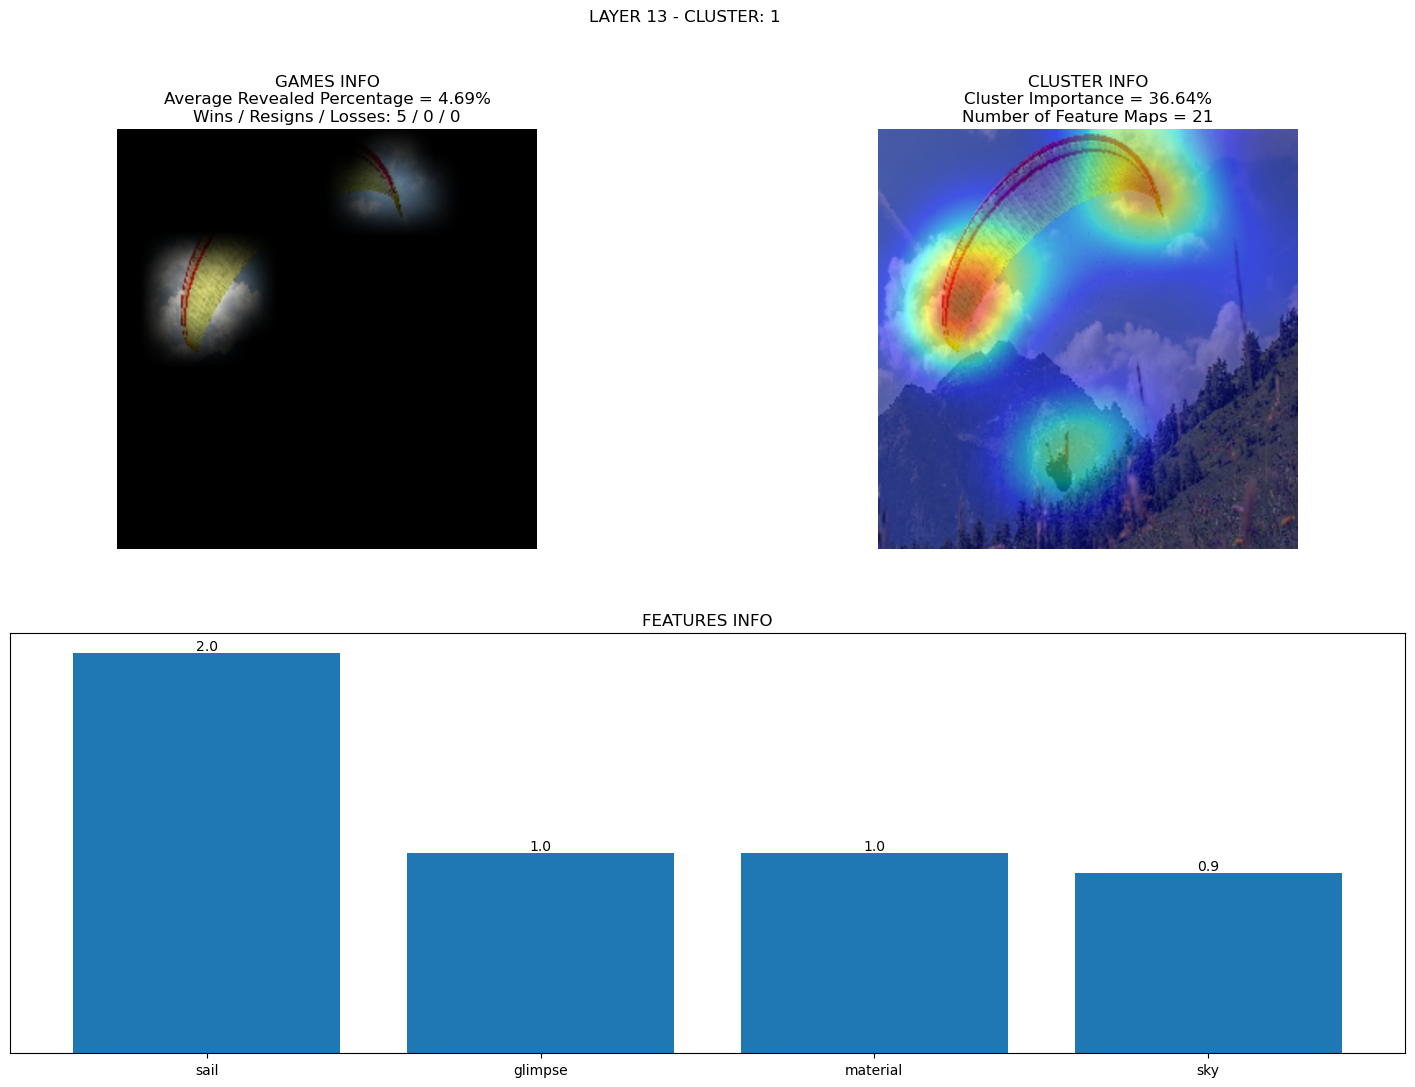 LAYER 13 - CLUSTER: 1
GAMES INFO
Average Revealed Percentage = 4.69%
Wins / Resigns / Losses: 5 / 0 / 0
CLUSTER INFO
Cluster Importance = 36.64%
Number of Feature Maps = 21
FEATURES INFO
2.0
1.0
1.0
0.9
sail
glimpse
material
sky